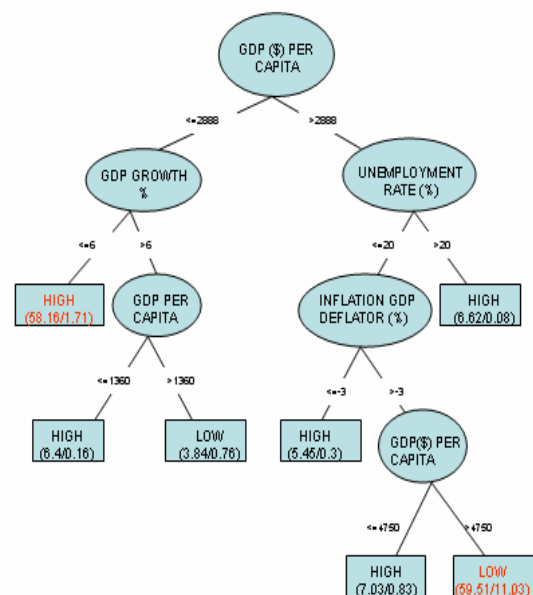 GDP ($) PER
CAPITA
<=2888
>2888
GDP GROWTH
%
UNEMPLOYMENT
RATE (%)
<=6
>6
<=20
>20
HIGH
(58.16/1.71)
GDP PER
CAPITA
INFLATION GDP
DEFLATOR (%)
HIGH
(6.62/0.08)
<=1360
>1360
<=-3
>-3
HIGH
(6.4/0.16)
LOW
(3.84/0.76)
HIGH
(5.45/0.3)
GDP($) PER
CAPITA
<=4750
>4750
HIGH
(7.03/0.83)
LOW
(59.51/11.03)